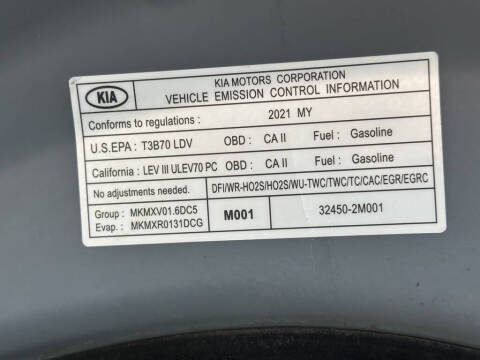 KIA
KIA MOTORS CORPORATION
VEHICLE EMISSION CONTROL INFORMATION
Conforms to regulations : 2021 MY
U.S.EPA : T3B70 LDV OBD : CA II Fuel : Gasoline
California : LEV III ULEV70 PC OBD : CA II Fuel : Gasoline
No adjustments needed. DFI/WR-HO2S/HO2S/WU-TWC/TWC/TC/CAC/EGR/EGRC
Group : MKMXV01.6DC5 M001 32450-2M001
Evap. : MKMXR0131DCG